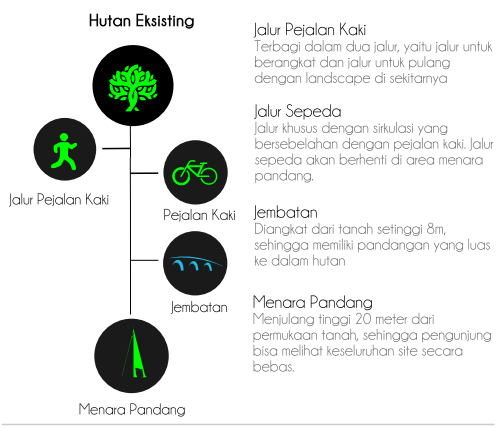 Hutan Eksisting
Jalur Pejalan Kaki
Pejalan Kaki
Jembatan
Menara Pandang
Jalur Pejalan Kaki
Terbagi dalam dua jalur, yaitu jalur untuk
berangkat dan jalur untuk pulang
dengan landscape di sekitarnya
Jalur Sepeda
Jalur khusus dengan sirkulasi yang
bersebelahan dengan pejalan kaki. Jalur
sepeda akan berhenti di area menara
pandang.
Jembatan
Diangkat dari tanah setinggi 8m,
sehingga memiliki pandangan yang luas
ke dalam hutan
Menara Pandang
Menjulang tinggi 20 meter dari
permukaan tanah, sehingga pengunjung
bisa melihat keseluruhan site secara
bebas.